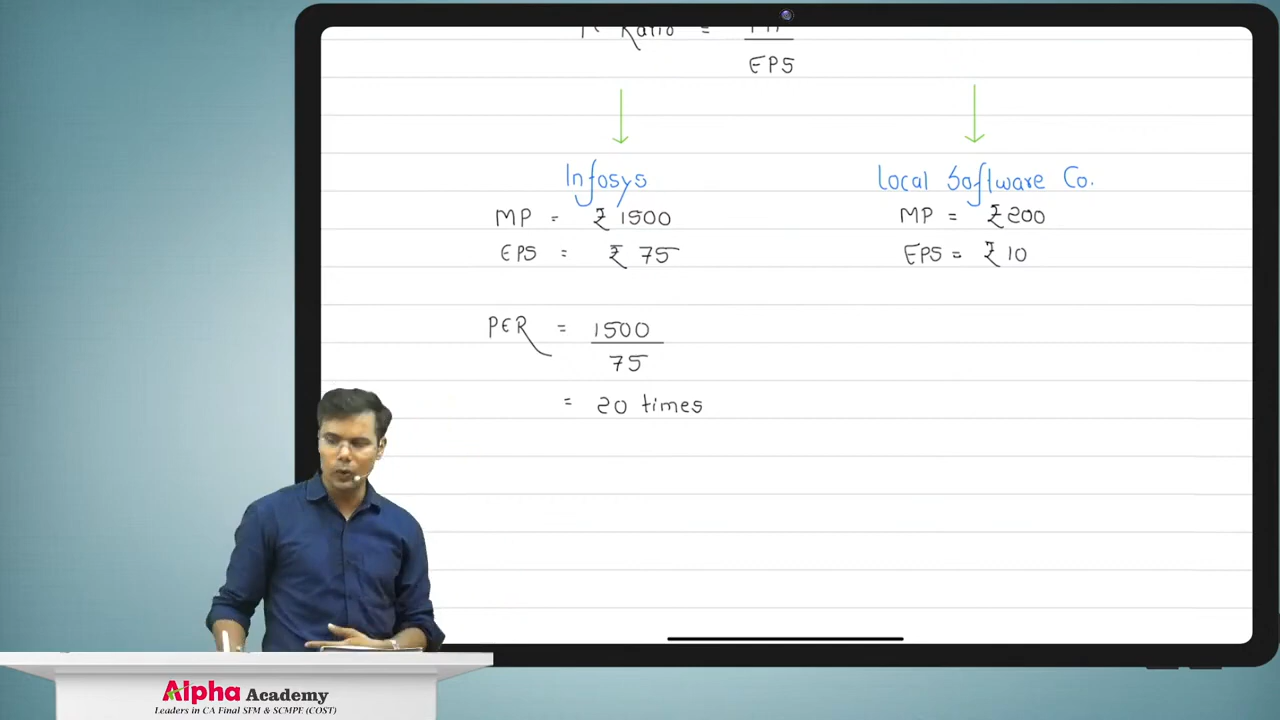 Ratio =
EPS
Infosys
MP = ₹ 1500
EPS = ₹ 75
PER = 1500
75
= 20 times
Local Software Co.
MP = ₹200
EPS = ₹ 10
Alpha Academy
Leaders in CA Final SFM & SCMPE (COST)